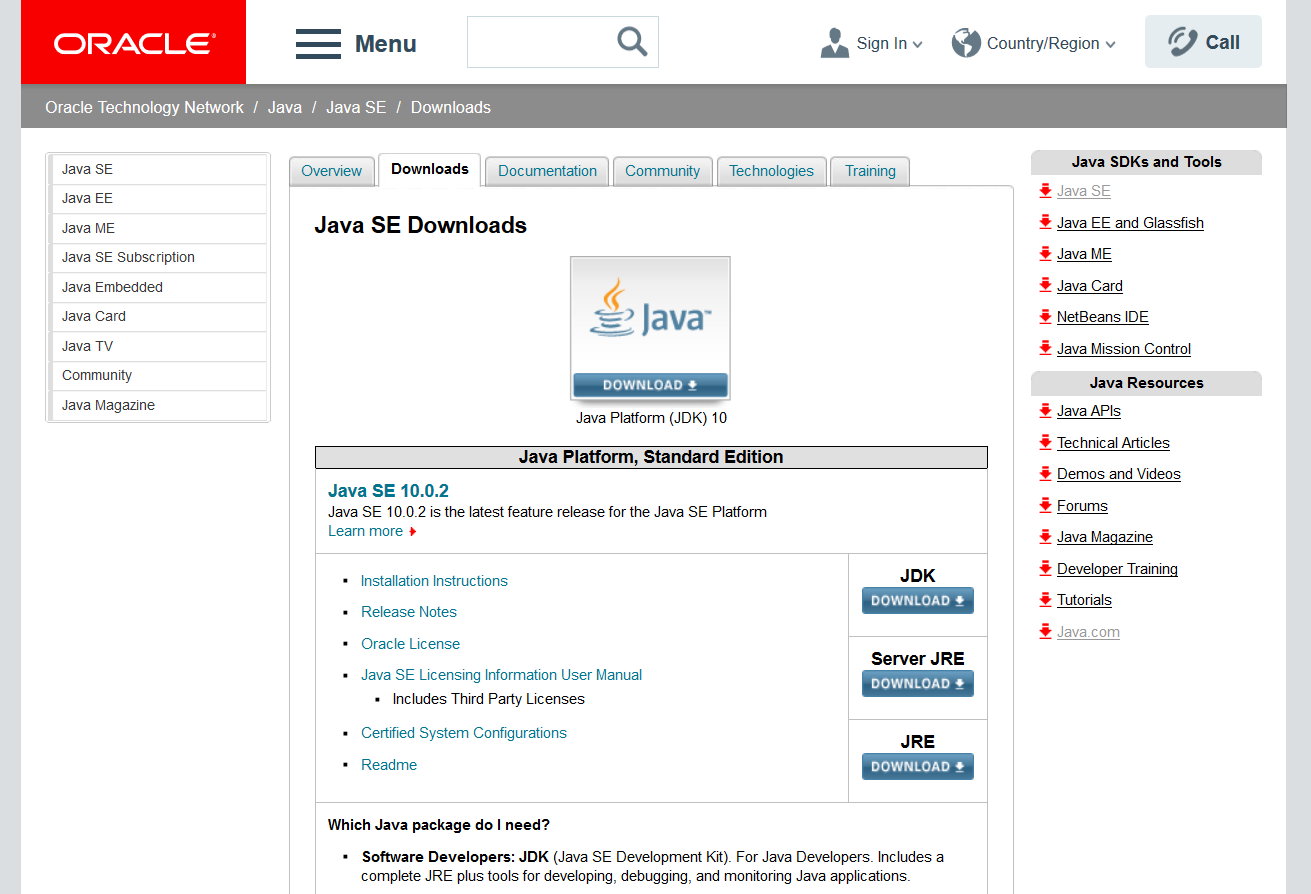 ORACLE®
Menu
Sign In
Country/Region
Call
Oracle Technology Network / Java / Java SE / Downloads
Java SE
Java EE
Java ME
Java SE Subscription
Java Embedded
Java Card
Java TV
Community
Java Magazine
Overview
Downloads
Documentation
Community
Technologies
Training
Java SE Downloads
Java™
DOWNLOAD
Java Platform (JDK) 10
Java Platform, Standard Edition
Java SE 10.0.2
Java SE 10.0.2 is the latest feature release for the Java SE Platform
Learn more
Installation Instructions
Release Notes
Oracle License
Java SE Licensing Information User Manual
Includes Third Party Licenses
Certified System Configurations
Readme
JDK
DOWNLOAD
Server JRE
DOWNLOAD
JRE
DOWNLOAD
Which Java package do I need?
Software Developers: JDK (Java SE Development Kit). For Java Developers. Includes a
complete JRE plus tools for developing, debugging, and monitoring Java applications.
Java SDKs and Tools
Java SE
Java EE and Glassfish
Java ME
Java Card
NetBeans IDE
Java Mission Control
Java Resources
Java APIs
Technical Articles
Demos and Videos
Forums
Java Magazine
Developer Training
Tutorials
Java.com